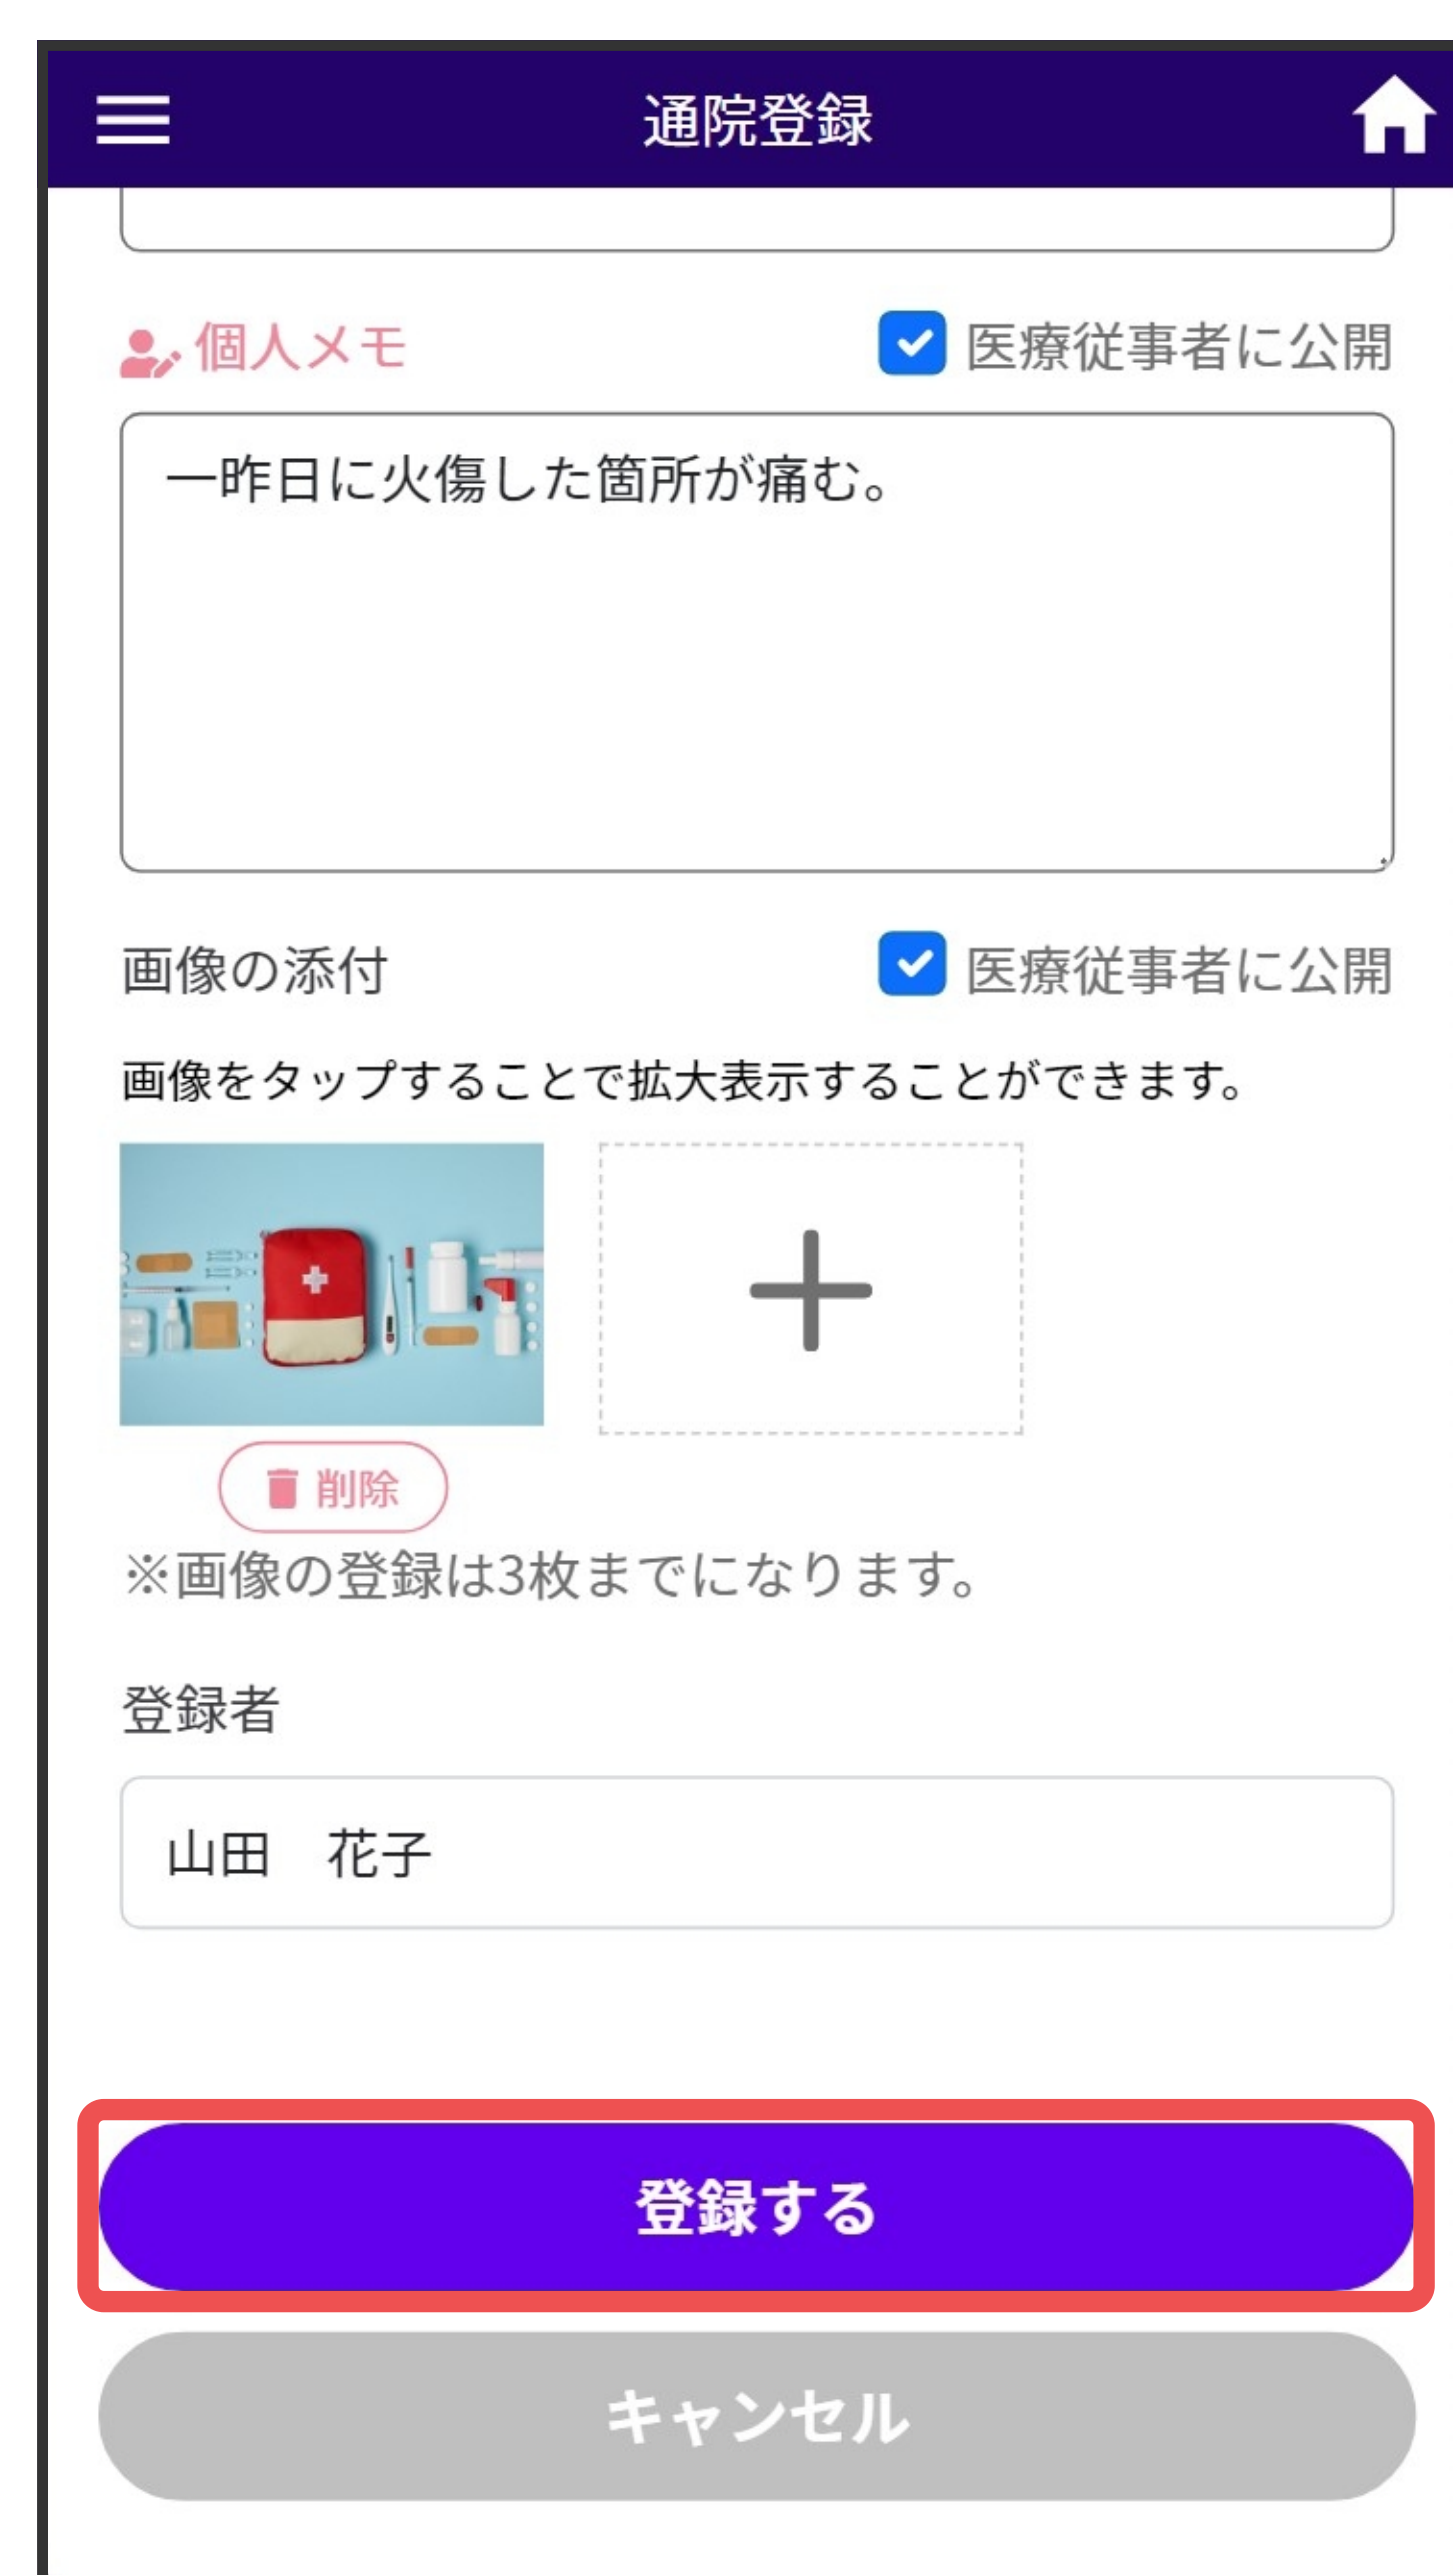 通院登録
個人メモ
医療従事者に公開
一昨日に火傷した箇所が痛む。
画像の添付
医療従事者に公開
画像をタップすることで拡大表示することができます。
削除
※画像の登録は3枚までになります。
登録者
山田　花子
登録する
キャンセル